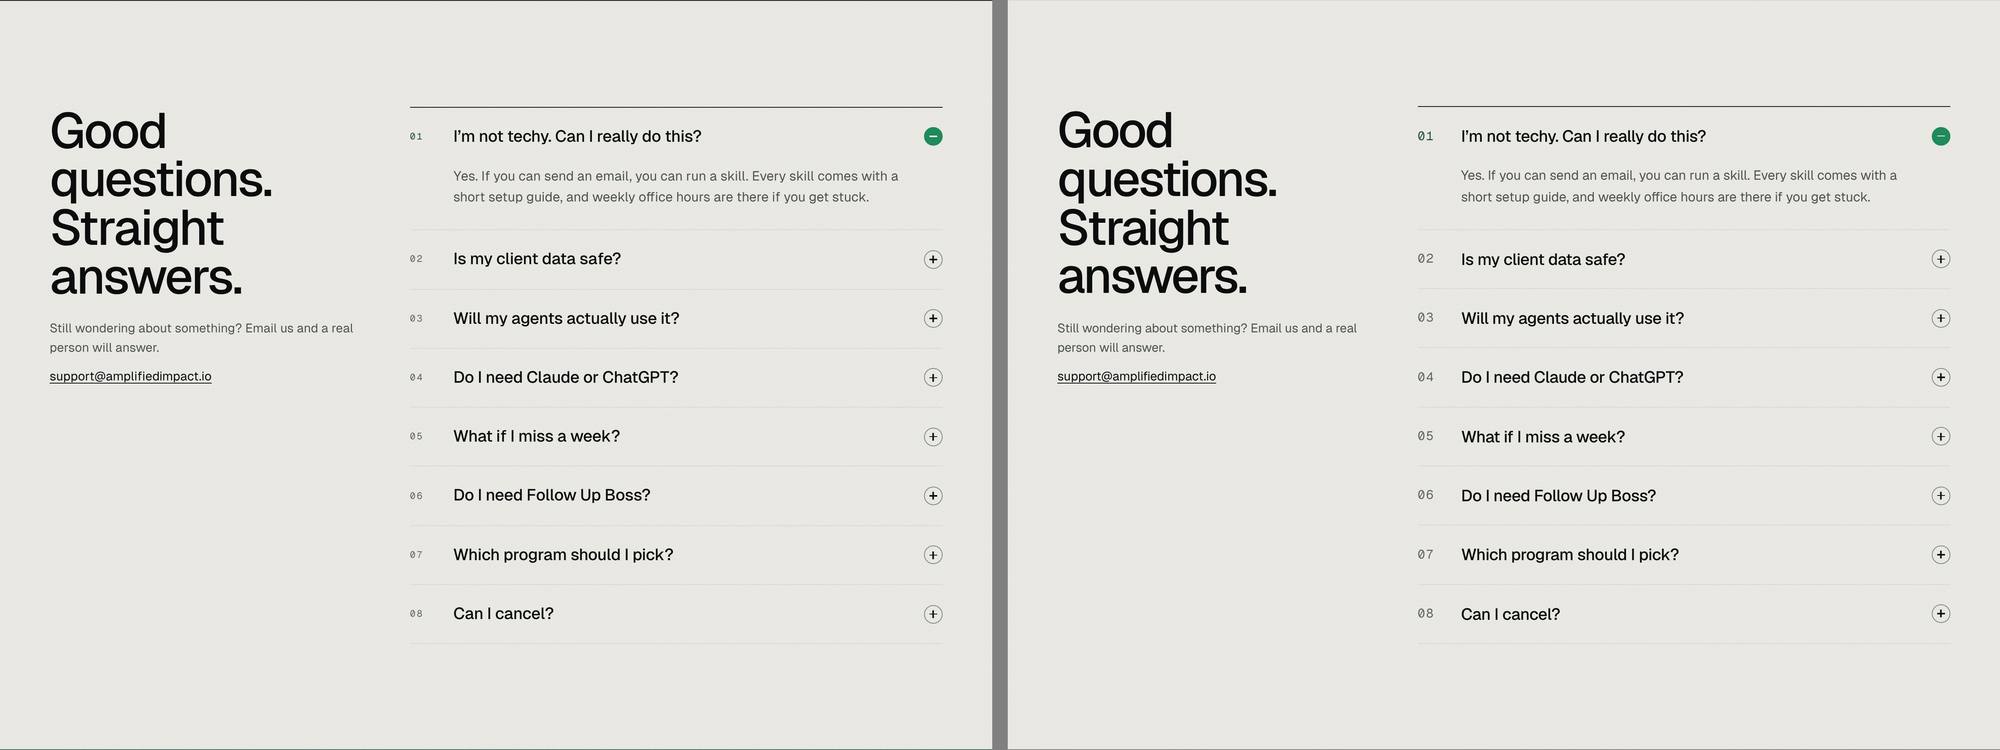 Good
questions.
Straight
answers.
Still wondering about something? Email us and a real
person will answer.
support@amplifiedimpact.io
01 I’m not techy. Can I really do this?
Yes. If you can send an email, you can run a skill. Every skill comes with a
short setup guide, and weekly office hours are there if you get stuck.
02 Is my client data safe?
03 Will my agents actually use it?
04 Do I need Claude or ChatGPT?
05 What if I miss a week?
06 Do I need Follow Up Boss?
07 Which program should I pick?
08 Can I cancel?
Good
questions.
Straight
answers.
Still wondering about something? Email us and a real
person will answer.
support@amplifiedimpact.io
01 I’m not techy. Can I really do this?
Yes. If you can send an email, you can run a skill. Every skill comes with a
short setup guide, and weekly office hours are there if you get stuck.
02 Is my client data safe?
03 Will my agents actually use it?
04 Do I need Claude or ChatGPT?
05 What if I miss a week?
06 Do I need Follow Up Boss?
07 Which program should I pick?
08 Can I cancel?